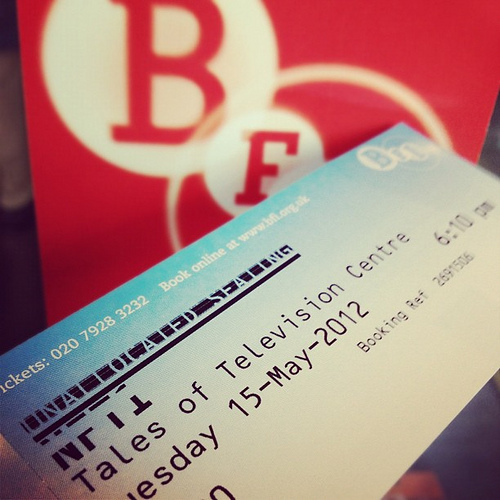 B
F
BFI
ickets: 020 7928 3232 Book online at www.bfi.org.uk
UNALLOCATED SEATING
NFT1
Tales of Television Centre
uesday 15-May-2012 6:10 pm
Booking Ref 2691506